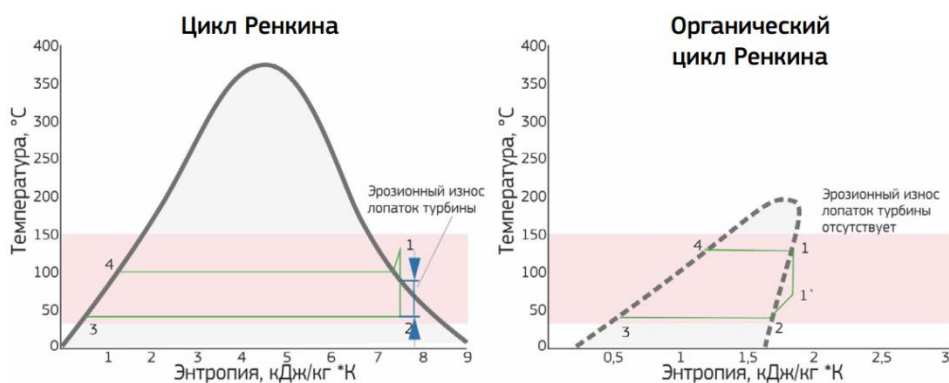 Цикл Ренкина
Температура, °C
400
350
300
250
200
150
100
50
0
4
3
1
2
Эрозионный износ
лопаток турбины
1 2 3 4 5 6 7 8 9
Энтропия, кДж/кг *К
Органический
цикл Ренкина
Температура, °C
400
350
300
250
200
150
100
50
0
4
3
1
1`
2
Эрозионный износ
лопаток турбины
отсутствует
0,5 1 1,5 2 2,5 3
Энтропия, кДж/кг *К